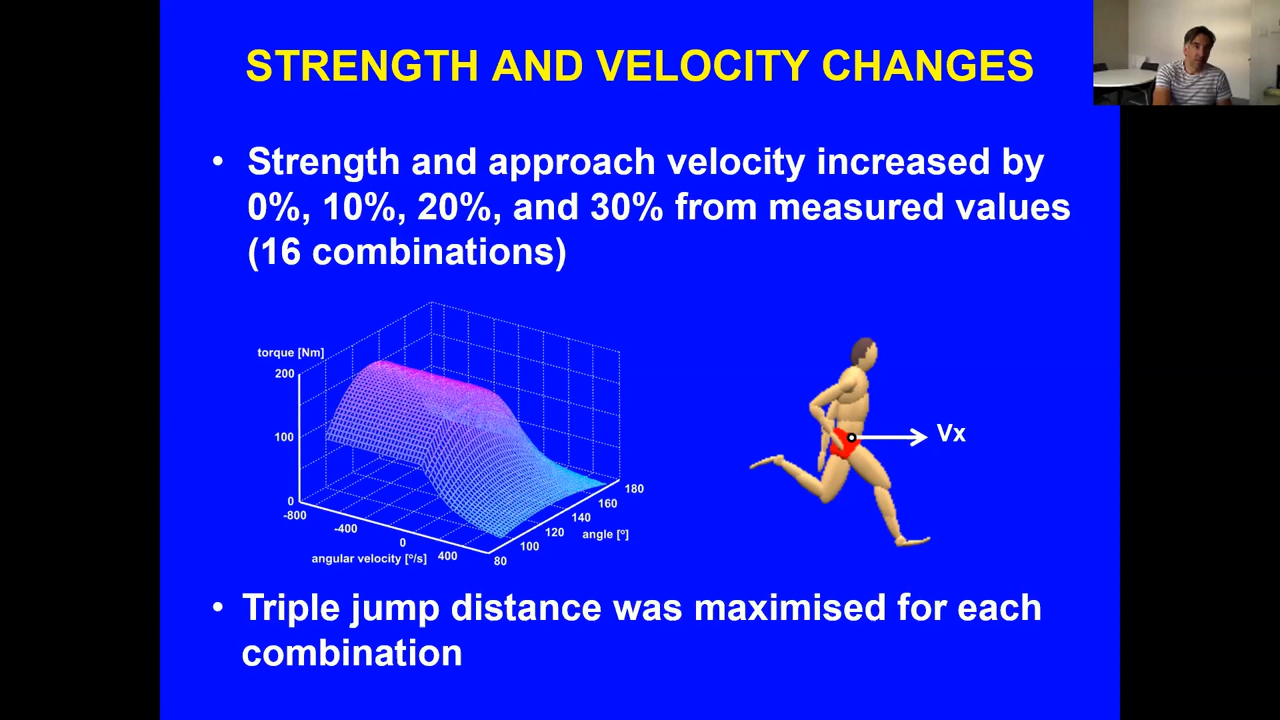 STRENGTH AND VELOCITY CHANGES
• Strength and approach velocity increased by
0%, 10%, 20%, and 30% from measured values
(16 combinations)
torque [Nm]
200
100
0
-800
-400
0
400
angular velocity [º/s]
80
100
120
140
160
180
angle [º]
Vx
• Triple jump distance was maximised for each
combination